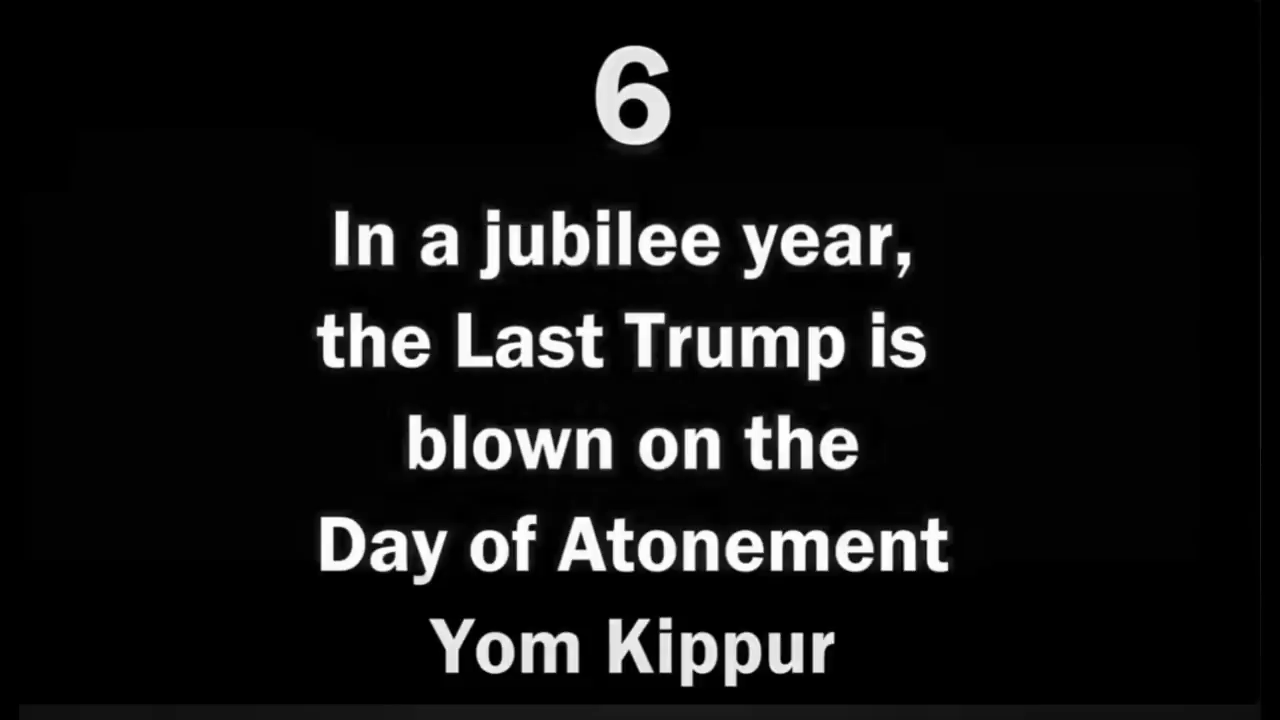 6
In a jubilee year,
the Last Trump is
blown on the
Day of Atonement
Yom Kippur